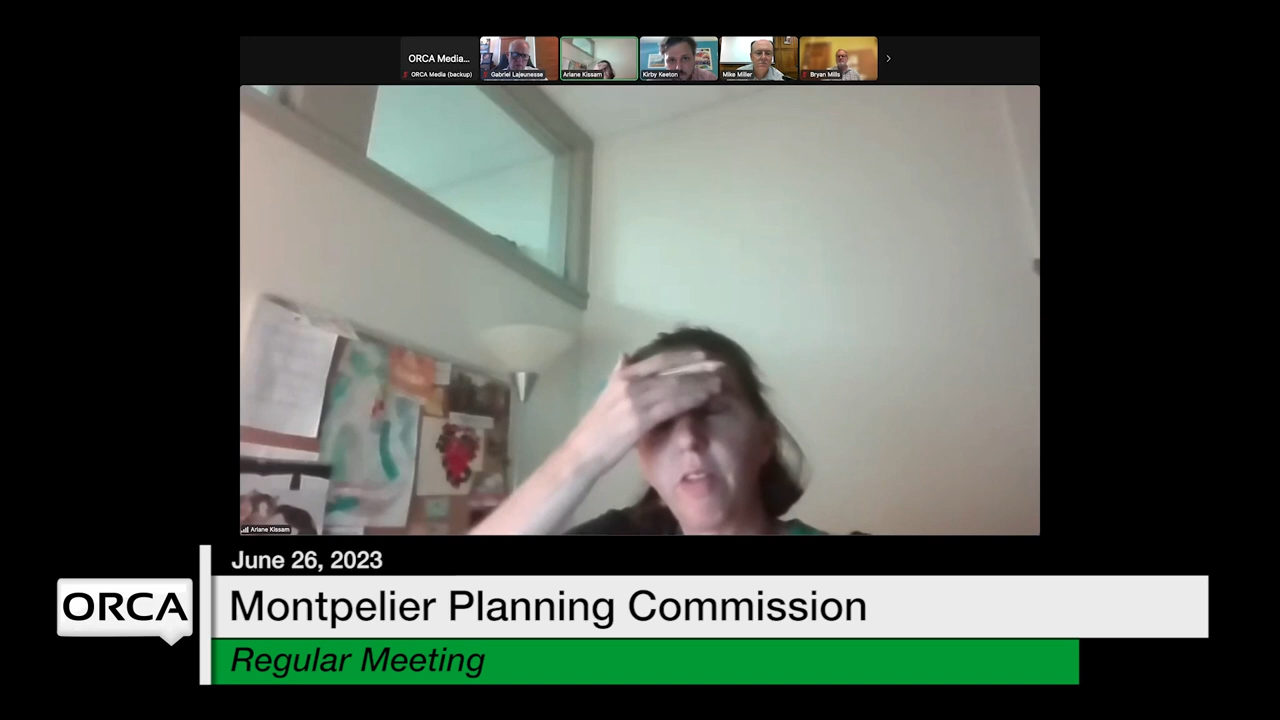 ORCA Media...
ORCA Media (backup)
Gabriel Lajeunesse
Ariane Kissam
Kirby Keeton
Mike Miller
Bryan Mills
Ariane Kissam
June 26, 2023
ORCA
Montpelier Planning Commission
Regular Meeting